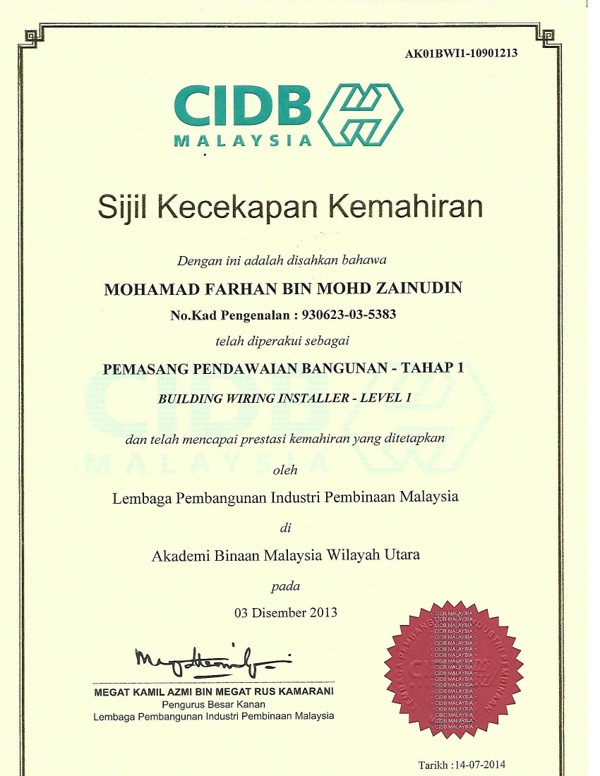 AK01BWI1-10901213
CIDB
MALAYSIA
Sijil Kecekapan Kemahiran
Dengan ini adalah disahkan bahawa
MOHAMAD FARHAN BIN MOHD ZAINUDIN
No.Kad Pengenalan : 930623-03-5383
telah diperakui sebagai
PEMASANG PENDAWAIAN BANGUNAN - TAHAP 1
BUILDING WIRING INSTALLER - LEVEL 1
dan telah mencapai prestasi kemahiran yang ditetapkan
oleh
Lembaga Pembangunan Industri Pembinaan Malaysia
di
Akademi Binaan Malaysia Wilayah Utara
pada
03 Disember 2013
MEGAT KAMIL AZMI BIN MEGAT RUS KAMARANI
Pengurus Besar Kanan
Lembaga Pembangunan Industri Pembinaan Malaysia
CIDB MALAYSIA
Tarikh :14-07-2014